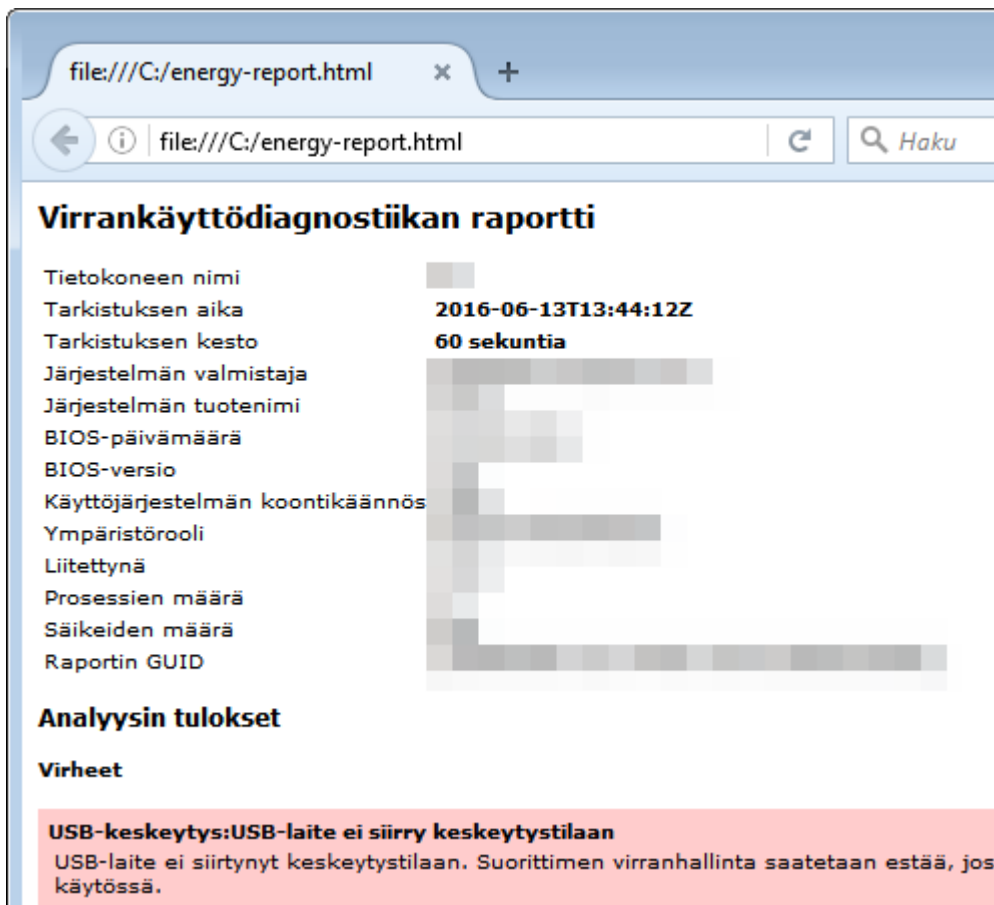 file:///C:/energy-report.html
file:///C:/energy-report.html
Haku
Virrankäyttödiagnostiikan raportti
Tietokoneen nimi
Tarkistuksen aika 2016-06-13T13:44:12Z
Tarkistuksen kesto 60 sekuntia
Järjestelmän valmistaja
Järjestelmän tuotenimi
BIOS-päivämäärä
BIOS-versio
Käyttöjärjestelmän koontikäännös
Ympäristörooli
Liitettynä
Prosessien määrä
Säikeiden määrä
Raportin GUID
Analyysin tulokset
Virheet
USB-keskeytys:USB-laite ei siirry keskeytystilaan
USB-laite ei siirtynyt keskeytystilaan. Suorittimen virranhallinta saatetaan estää, jos
käytössä.